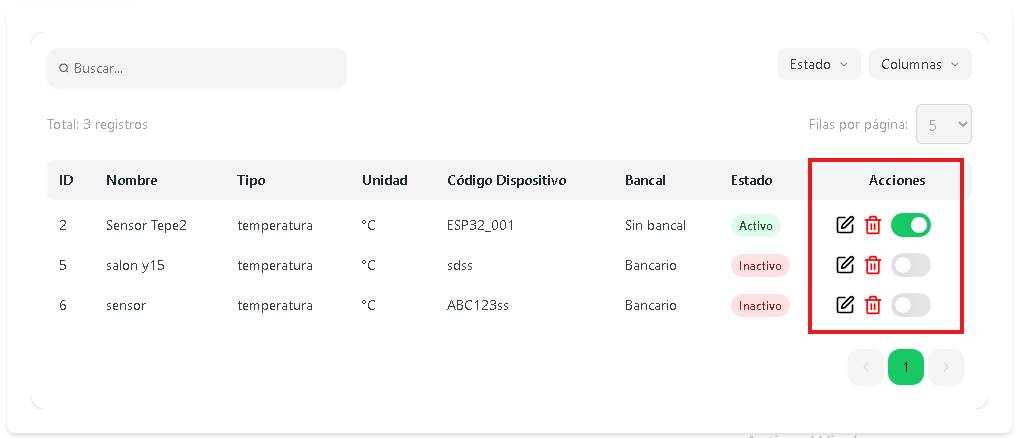 Buscar...
Estado
Columnas
Total: 3 registros
Filas por página: 5
ID Nombre Tipo Unidad Código Dispositivo Bancal Estado Acciones
2 Sensor Tepe2 temperatura °C ESP32_001 Sin bancal Activo
5 salon y15 temperatura °C sdss Bancario Inactivo
6 sensor temperatura °C ABC123ss Bancario Inactivo
1